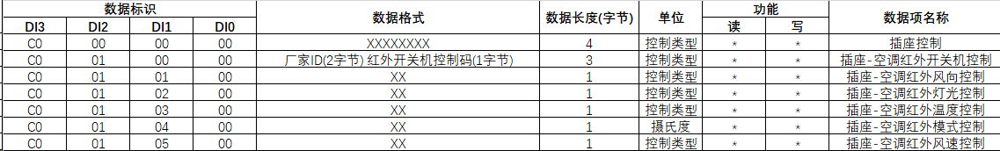 数据标识 数据格式 数据长度(字节) 单位 功能 数据项名称
DI3 DI2 DI1 DI0 读 写
C0 00 00 00 XXXXXXXX 4 控制类型 * * 插座控制
C0 01 00 00 厂家ID(2字节) 红外开关机控制码(1字节) 3 控制类型 * * 插座-空调红外开关机控制
C0 01 01 00 XX 1 控制类型 * * 插座-空调红外风向控制
C0 01 02 00 XX 1 控制类型 * * 插座-空调红外灯光控制
C0 01 03 00 XX 1 控制类型 * * 插座-空调红外温度控制
C0 01 04 00 XX 1 摄氏度 * * 插座-空调红外模式控制
C0 01 05 00 XX 1 控制类型 * * 插座-空调红外风速控制